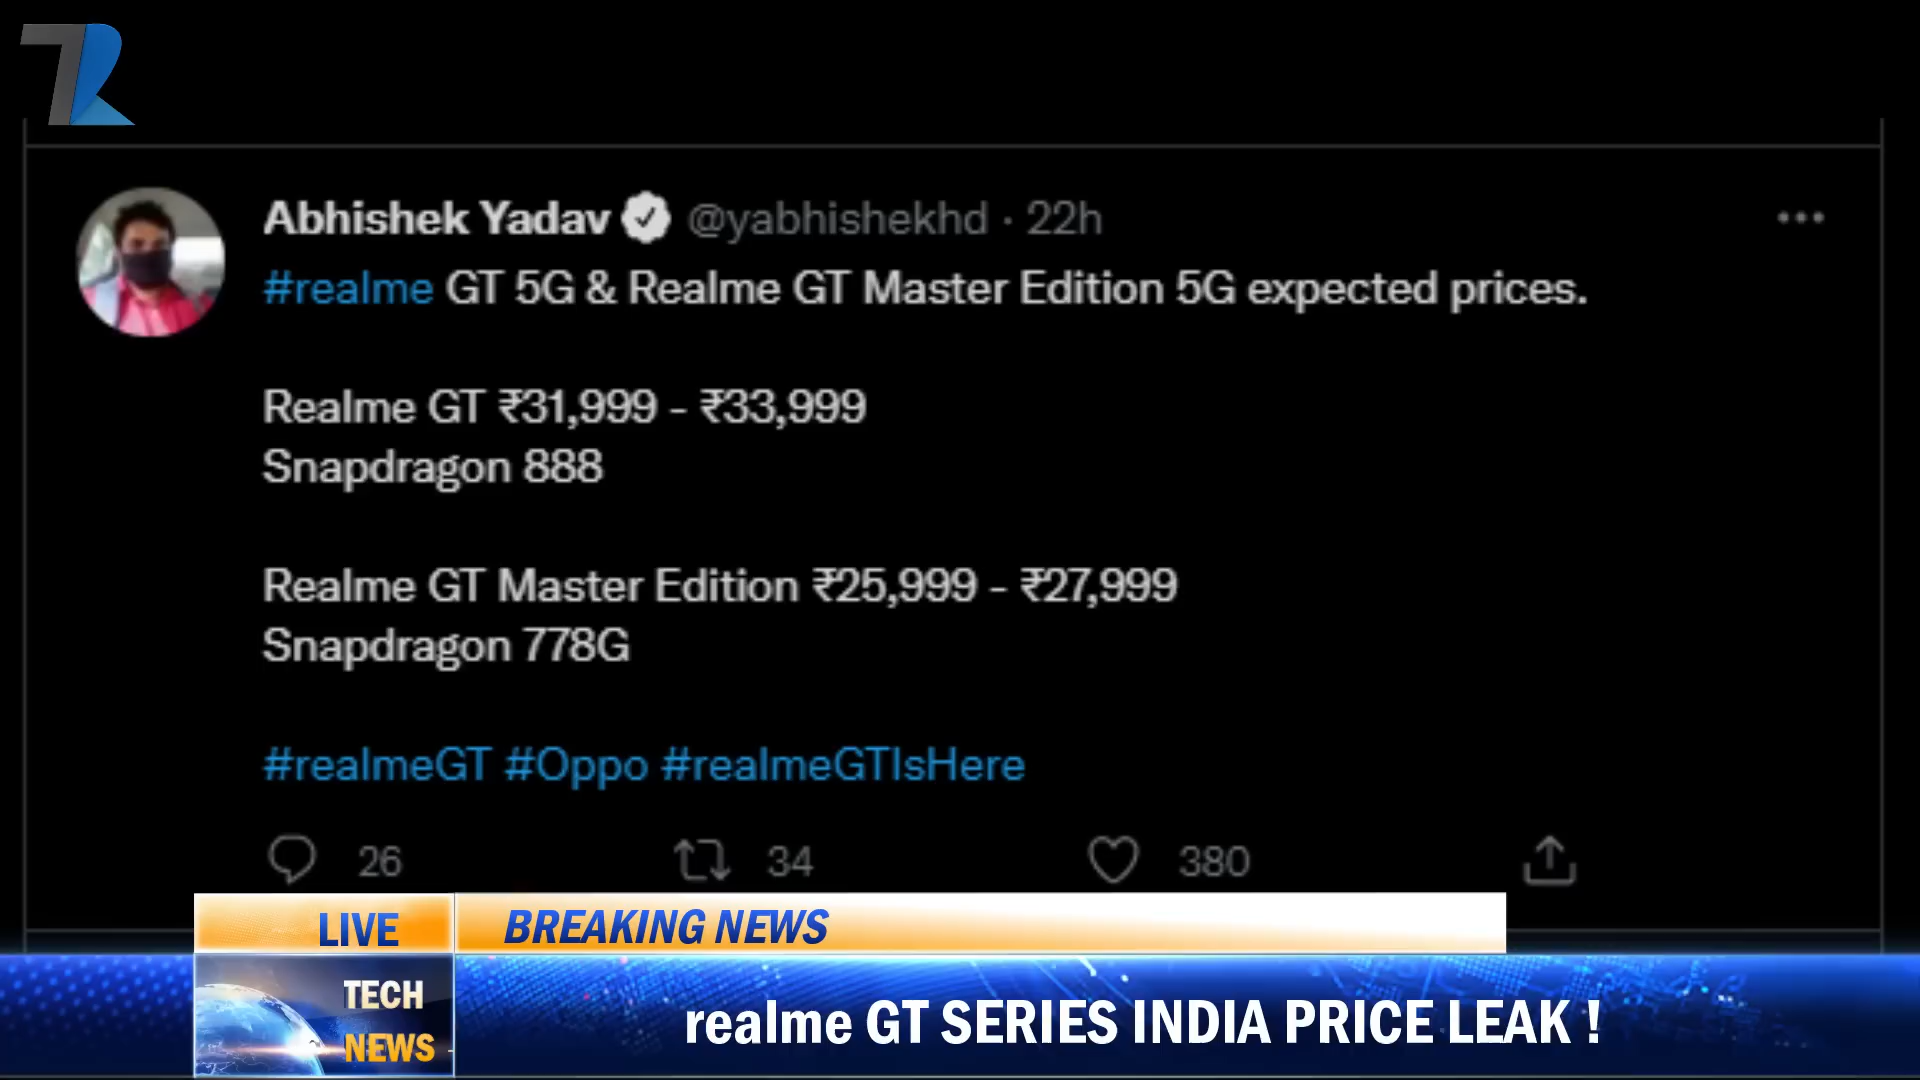 Abhishek Yadav @yabhishekhd · 22h
#realme GT 5G & Realme GT Master Edition 5G expected prices.
Realme GT ₹31,999 - ₹33,999
Snapdragon 888
Realme GT Master Edition ₹25,999 - ₹27,999
Snapdragon 778G
#realmeGT #Oppo #realmeGTIsHere
26 34 380
LIVE BREAKING NEWS
TECH
NEWS
realme GT SERIES INDIA PRICE LEAK !